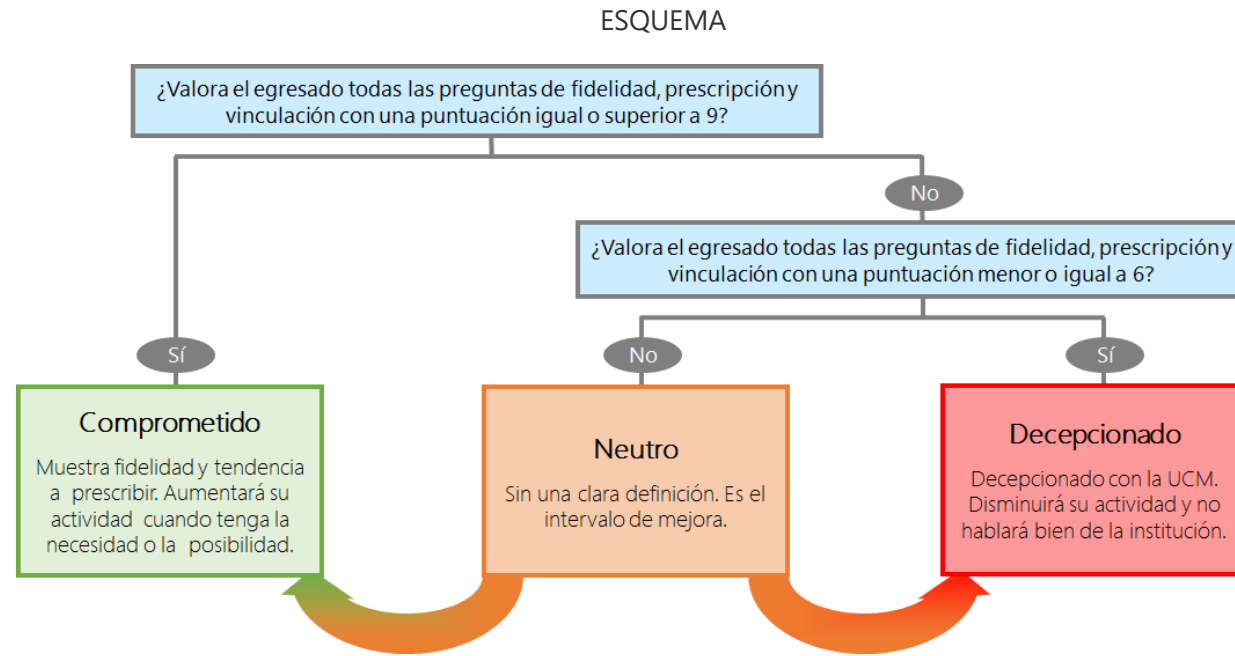 ESQUEMA
¿Valora el egresado todas las preguntas de fidelidad, prescripción y
vinculación con una puntuación igual o superior a 9?
No
¿Valora el egresado todas las preguntas de fidelidad, prescripción y
vinculación con una puntuación menor o igual a 6?
Sí
No
Sí
Comprometido
Muestra fidelidad y tendencia
a prescribir. Aumentará su
actividad cuando tenga la
necesidad o la posibilidad.
Neutro
Sin una clara definición. Es el
intervalo de mejora.
Decepcionado
Decepcionado con la UCM.
Disminuirá su actividad y no
hablará bien de la institución.